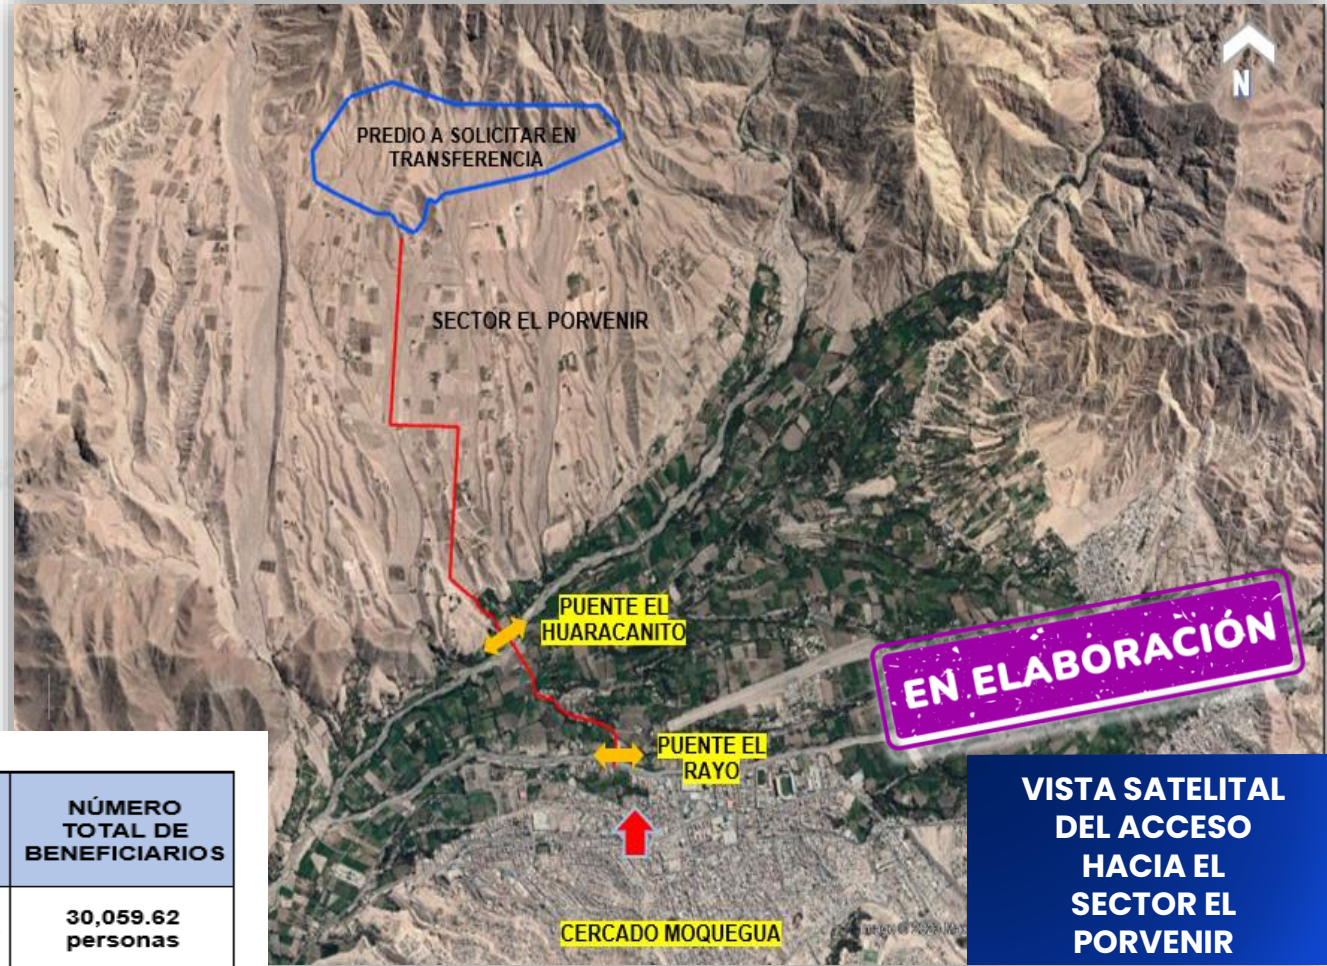 N
PREDIO A SOLICITAR EN
TRANSFERENCIA
SECTOR EL PORVENIR
PUENTE EL
HUARACANITO
EN ELABORACIÓN
PUENTE EL
RAYO
CERCADO MOQUEGUA
NÚMERO
TOTAL DE
BENEFICIARIOS
30,059.62
personas
VISTA SATELITAL
DEL ACCESO
HACIA EL
SECTOR EL
PORVENIR